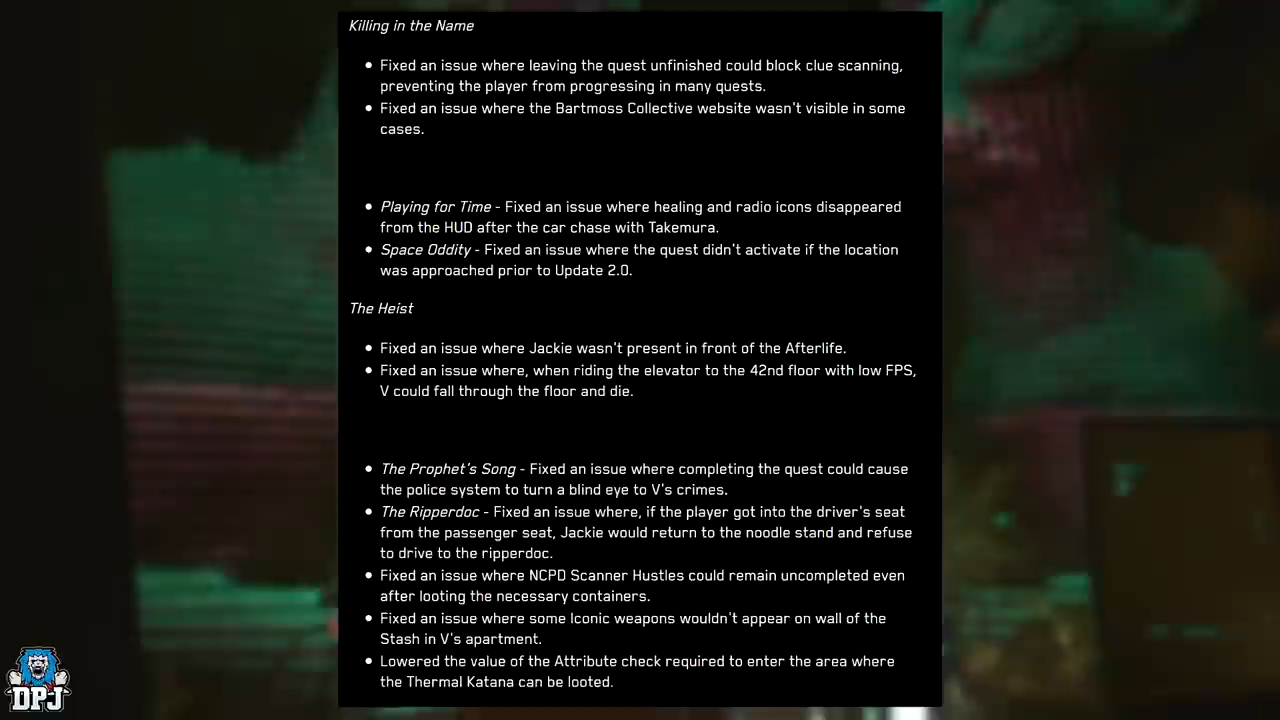 Killing in the Name
• Fixed an issue where leaving the quest unfinished could block clue scanning,
preventing the player from progressing in many quests.
• Fixed an issue where the Bartmoss Collective website wasn't visible in some
cases.
• Playing for Time - Fixed an issue where healing and radio icons disappeared
from the HUD after the car chase with Takemura.
• Space Oddity - Fixed an issue where the quest didn't activate if the location
was approached prior to Update 2.0.
The Heist
• Fixed an issue where Jackie wasn't present in front of the Afterlife.
• Fixed an issue where, when riding the elevator to the 42nd floor with low FPS,
V could fall through the floor and die.
• The Prophet's Song - Fixed an issue where completing the quest could cause
the police system to turn a blind eye to V's crimes.
• The Ripperdoc - Fixed an issue where, if the player got into the driver's seat
from the passenger seat, Jackie would return to the noodle stand and refuse
to drive to the ripperdoc.
• Fixed an issue where NCPD Scanner Hustles could remain uncompleted even
after looting the necessary containers.
• Fixed an issue where some Iconic weapons wouldn't appear on wall of the
Stash in V's apartment.
• Lowered the value of the Attribute check required to enter the area where
the Thermal Katana can be looted.
DPJ